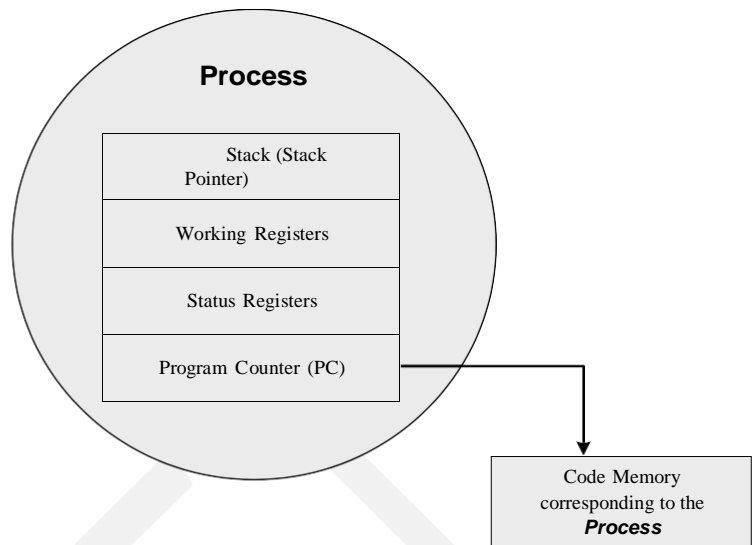 Process
Stack (Stack
Pointer)
Working Registers
Status Registers
Program Counter (PC)
Code Memory
corresponding to the
Process